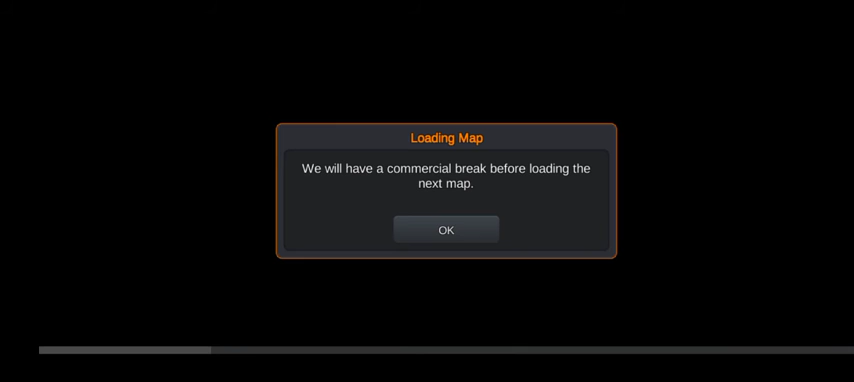 Loading Map
We will have a commercial break before loading the
next map.
OK